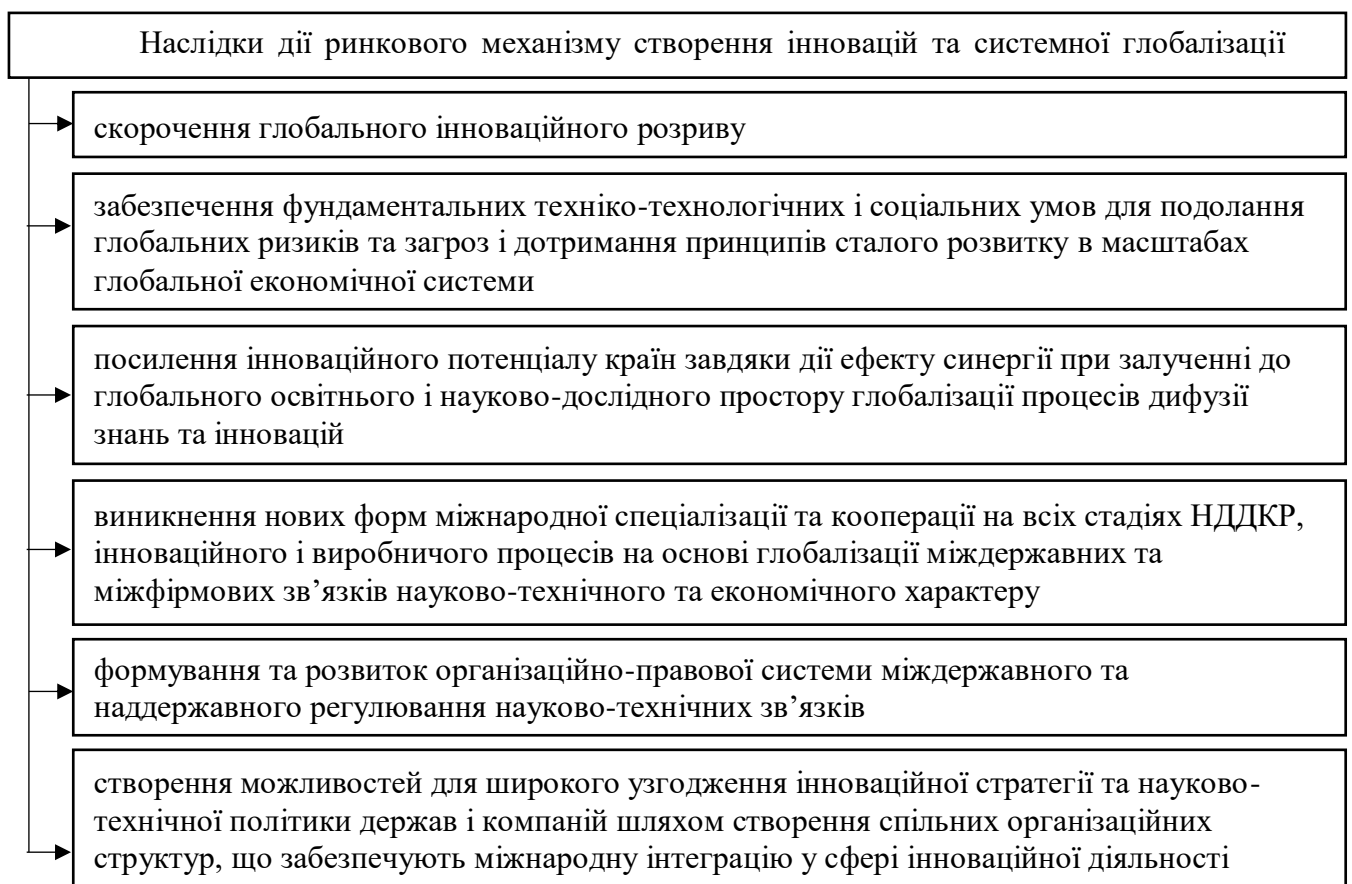 Наслідки дії ринкового механізму створення інновацій та системної глобалізації
скорочення глобального інноваційного розриву
забезпечення фундаментальних техніко-технологічних і соціальних умов для подолання
глобальних ризиків та загроз і дотримання принципів сталого розвитку в масштабах
глобальної економічної системи
посилення інноваційного потенціалу країн завдяки дії ефекту синергії при залученні до
глобального освітнього і науково-дослідного простору глобалізації процесів дифузії
знань та інновацій
виникнення нових форм міжнародної спеціалізації та кооперації на всіх стадіях НДДКР,
інноваційного і виробничого процесів на основі глобалізації міждержавних та
міжфірмових зв’язків науково-технічного та економічного характеру
формування та розвиток організаційно-правової системи міждержавного та
наддержавного регулювання науково-технічних зв’язків
створення можливостей для широкого узгодження інноваційної стратегії та науково-
технічної політики держав і компаній шляхом створення спільних організаційних
структур, що забезпечують міжнародну інтеграцію у сфері інноваційної діяльності